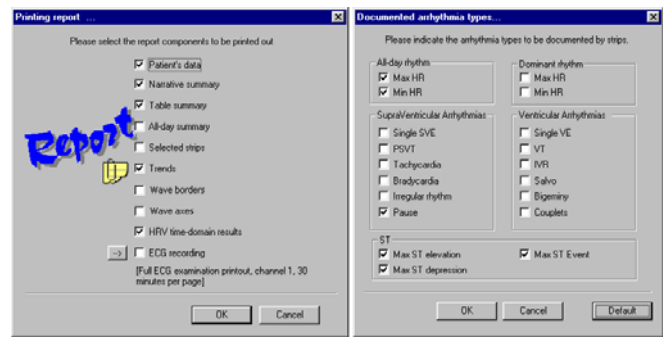 Printing report ...
Please select the report components to be printed out
Patient's data
Narrative summary
Table summary
All-day summary
Selected strips
Trends
Wave borders
Wave axes
HRV time-domain results
--> ECG recording
[Full ECG examination printout, channel 1, 30
minutes per page]
Report
OK Cancel
Documented arrhythmia types...
Please indicate the arrhythmia types to be documented by strips.
All-day rhythm
Max HR
Min HR
Dominant rhythm
Max HR
Min HR
SupraVentricular Arrhythmias
Single SVE
PSVT
Tachycardia
Bradycardia
Irregular rhythm
Pause
Ventricular Arrhythmias
Single VE
VT
IVR
Salvo
Bigeminy
Couplets
ST
Max ST elevation Max ST Event
Max ST depression
OK Cancel Default